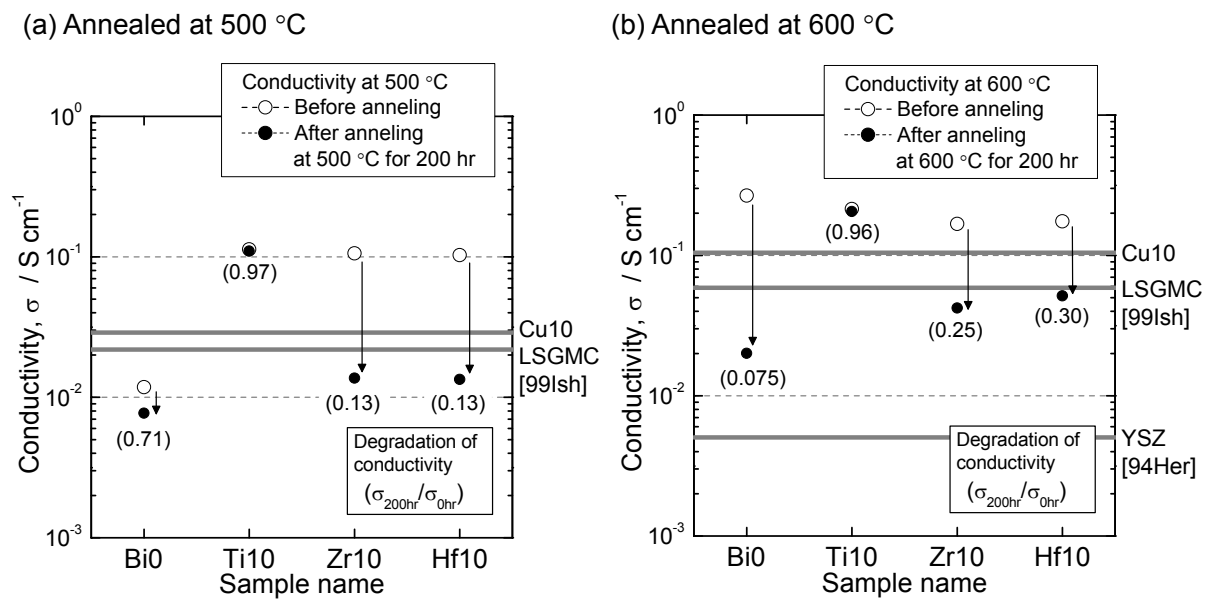 (a) Annealed at 500 °C
Conductivity at 500 °C
Before anneling
After anneling
at 500 °C for 200 hr
Conductivity, σ / S cm⁻¹
10⁰
10⁻¹
10⁻²
10⁻³
(0.97)
(0.71)
(0.13)
(0.13)
Cu10
LSGMC
[99Ish]
Degradation of
conductivity
(σ200hr/σ0hr)
Bi0 Ti10 Zr10 Hf10
Sample name
(b) Annealed at 600 °C
Conductivity at 600 °C
Before anneling
After anneling
at 600 °C for 200 hr
Conductivity, σ / S cm⁻¹
10⁰
10⁻¹
10⁻²
10⁻³
(0.96)
(0.075)
(0.25)
(0.30)
Cu10
LSGMC
[99Ish]
YSZ
[94Her]
Degradation of
conductivity
(σ200hr/σ0hr)
Bi0 Ti10 Zr10 Hf10
Sample name